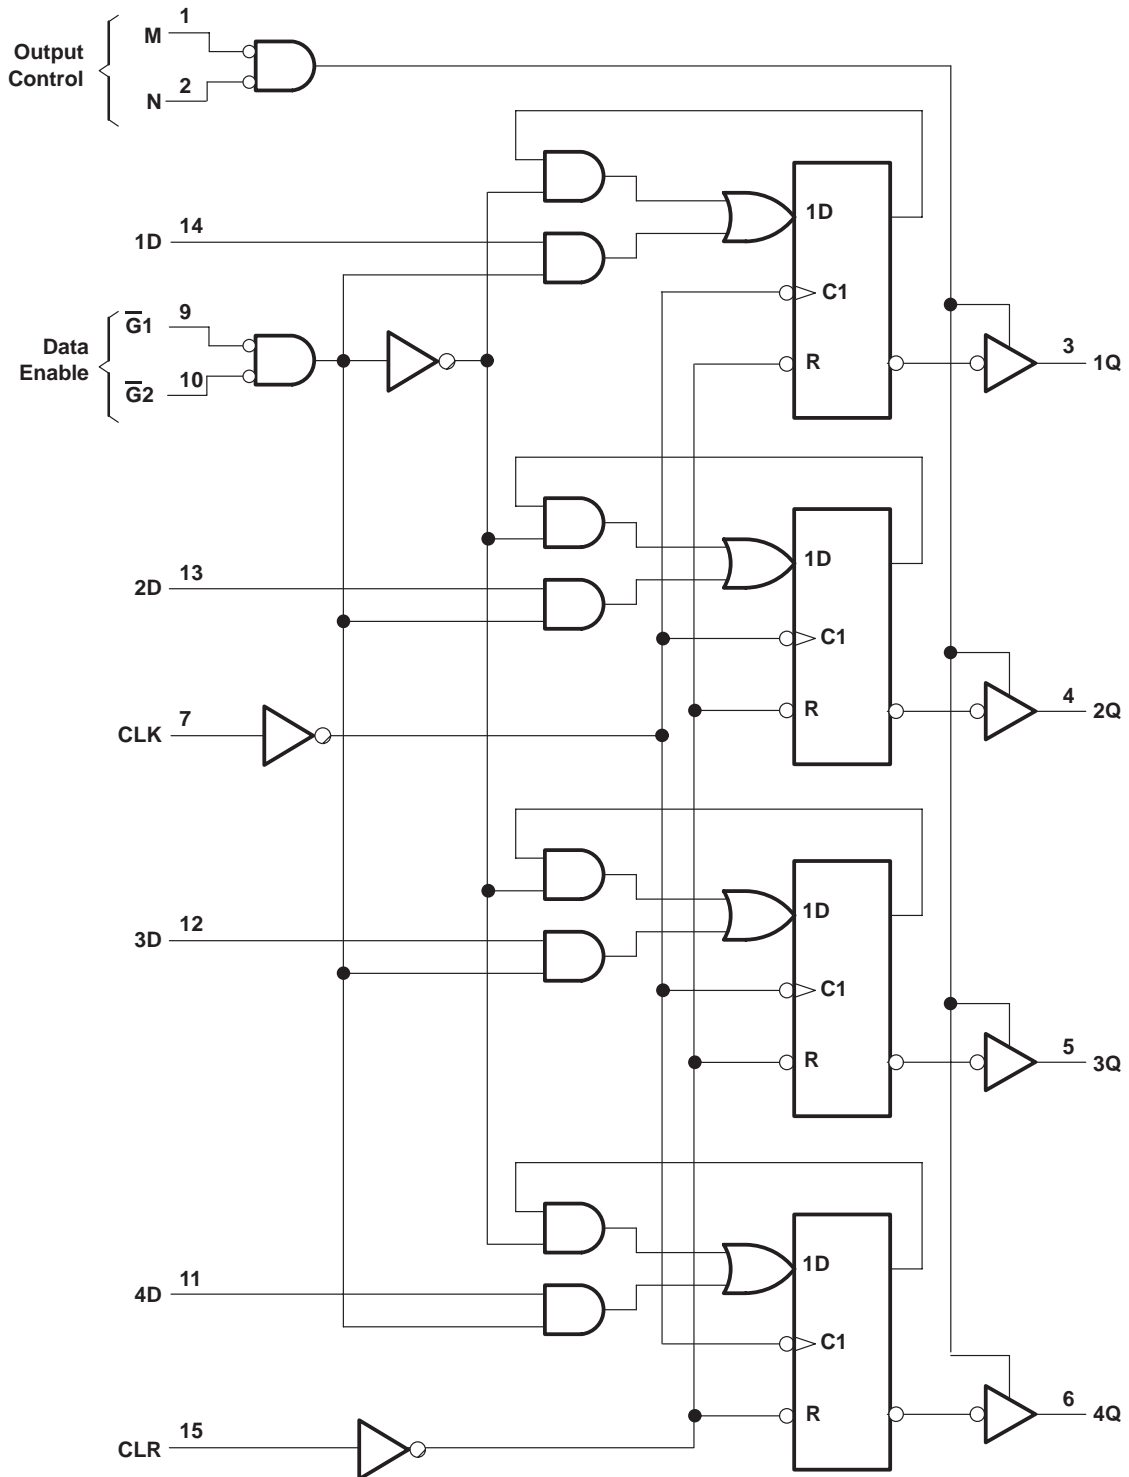 Output
Control
M
1
N
2
1D
14
Data
Enable
G̅1
9
G̅2
10
1D
C1
R
3
1Q
2D
13
1D
C1
R
4
2Q
CLK
7
3D
12
1D
C1
R
5
3Q
4D
11
1D
C1
R
6
4Q
CLR
15